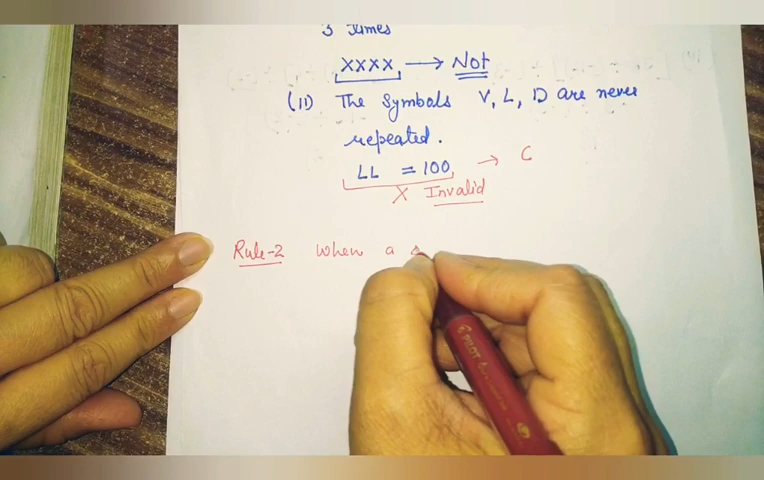 3 times
XXXX → Not
(II) The symbols V, L, D are never
repeated.
LL = 100 → C
X Invalid
Rule-2 When a
PILOT